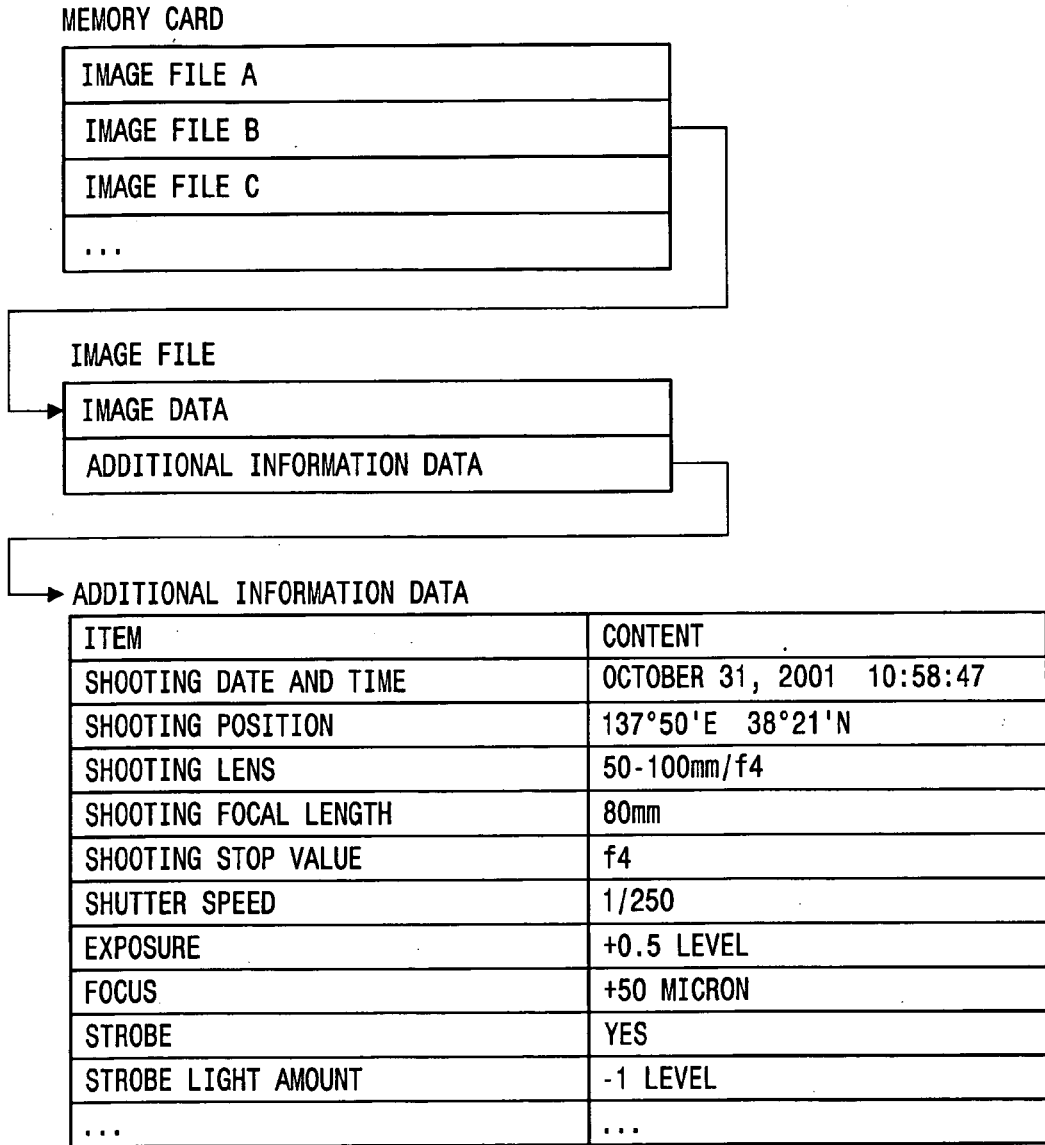 MEMORY CARD
IMAGE FILE A
IMAGE FILE B
IMAGE FILE C
...
IMAGE FILE
IMAGE DATA
ADDITIONAL INFORMATION DATA
ADDITIONAL INFORMATION DATA
ITEM CONTENT
SHOOTING DATE AND TIME OCTOBER 31, 2001 10:58:47
SHOOTING POSITION 137°50'E 38°21'N
SHOOTING LENS 50-100mm/f4
SHOOTING FOCAL LENGTH 80mm
SHOOTING STOP VALUE f4
SHUTTER SPEED 1/250
EXPOSURE +0.5 LEVEL
FOCUS +50 MICRON
STROBE YES
STROBE LIGHT AMOUNT -1 LEVEL
... ...